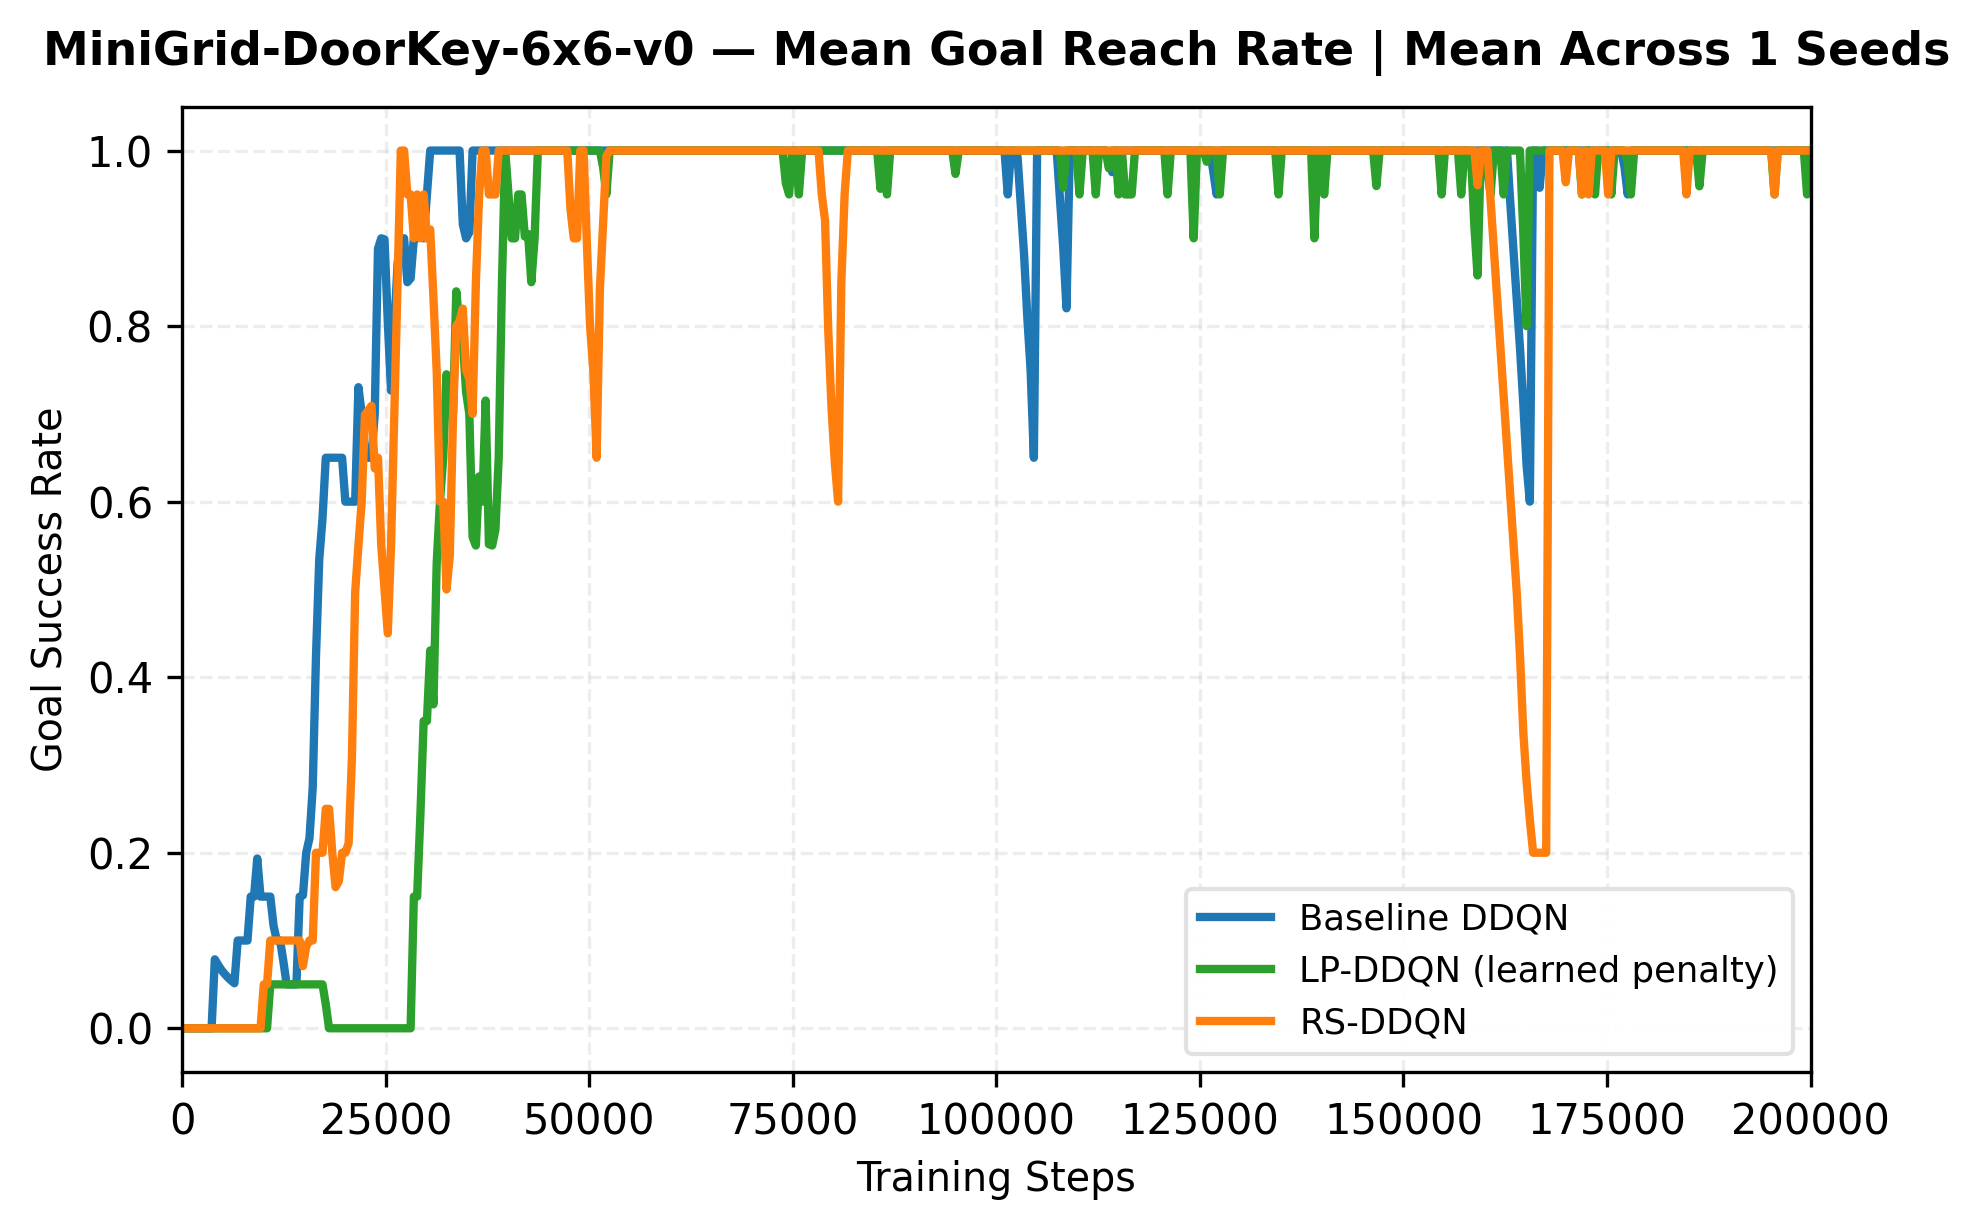 MiniGrid-DoorKey-6x6-v0 — Mean Goal Reach Rate | Mean Across 1 Seeds
Goal Success Rate
1.0
0.8
0.6
0.4
0.2
0.0
Baseline DDQN
LP-DDQN (learned penalty)
RS-DDQN
0 25000 50000 75000 100000 125000 150000 175000 200000
Training Steps